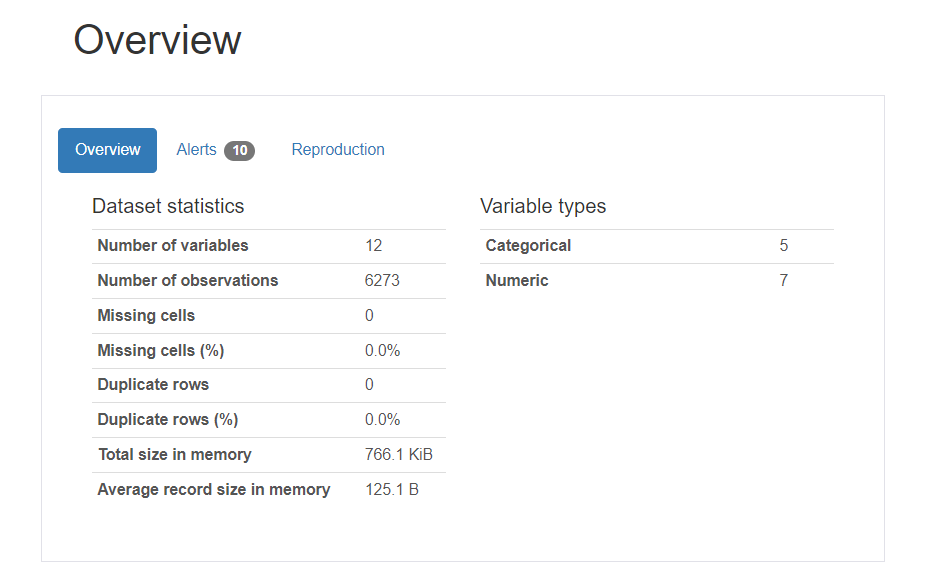 Overview
Overview Alerts 10 Reproduction
Dataset statistics
Number of variables 12
Number of observations 6273
Missing cells 0
Missing cells (%) 0.0%
Duplicate rows 0
Duplicate rows (%) 0.0%
Total size in memory 766.1 KiB
Average record size in memory 125.1 B
Variable types
Categorical 5
Numeric 7